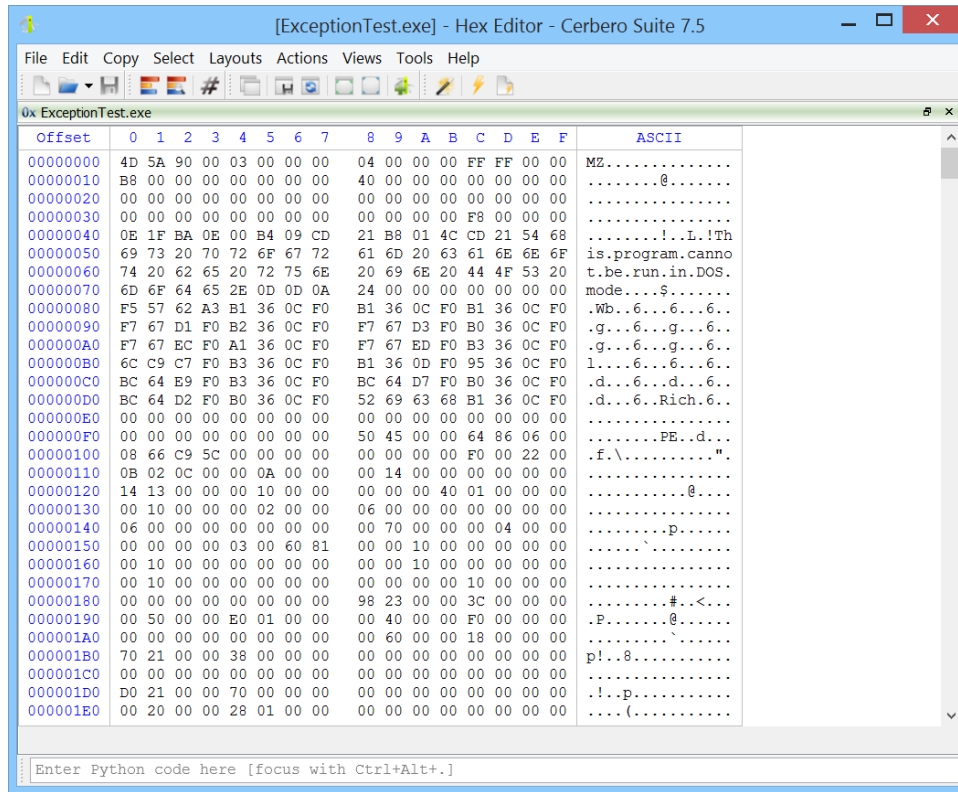 [ExceptionTest.exe] - Hex Editor - Cerbero Suite 7.5
File Edit Copy Select Layouts Actions Views Tools Help
0x ExceptionTest.exe
Offset 0 1 2 3 4 5 6 7 8 9 A B C D E F ASCII
00000000 4D 5A 90 00 03 00 00 00 04 00 00 00 FF FF 00 00 MZ..............
00000010 B8 00 00 00 00 00 00 00 40 00 00 00 00 00 00 00 ........@.......
00000020 00 00 00 00 00 00 00 00 00 00 00 00 00 00 00 00 ................
00000030 00 00 00 00 00 00 00 00 00 00 00 00 F8 00 00 00 ................
00000040 0E 1F BA 0E 00 B4 09 CD 21 B8 01 4C CD 21 54 68 ........!..L.!Th
00000050 69 73 20 70 72 6F 67 72 61 6D 20 63 61 6E 6E 6F is.program.canno
00000060 74 20 62 65 20 72 75 6E 20 69 6E 20 44 4F 53 20 t.be.run.in.DOS.
00000070 6D 6F 64 65 2E 0D 0D 0A 24 00 00 00 00 00 00 00 mode....$.......
00000080 F5 57 62 A3 B1 36 0C F0 B1 36 0C F0 B1 36 0C F0 .Wb..6...6...6..
00000090 F7 67 D1 F0 B2 36 0C F0 F7 67 D3 F0 B0 36 0C F0 .g...6...g...6..
000000A0 F7 67 EC F0 A1 36 0C F0 F7 67 ED F0 B3 36 0C F0 .g...6...g...6..
000000B0 6C C9 C7 F0 B3 36 0C F0 B1 36 0D F0 95 36 0C F0 l....6...6...6..
000000C0 BC 64 E9 F0 B3 36 0C F0 BC 64 D7 F0 B0 36 0C F0 .d...6...d...6..
000000D0 BC 64 D2 F0 B0 36 0C F0 52 69 63 68 B1 36 0C F0 .d...6..Rich.6..
000000E0 00 00 00 00 00 00 00 00 00 00 00 00 00 00 00 00 ................
000000F0 00 00 00 00 00 00 00 00 50 45 00 00 64 86 06 00 ........PE..d...
00000100 08 66 C9 5C 00 00 00 00 00 00 00 00 F0 00 22 00 .f.\..........".
00000110 0B 02 0C 00 00 0A 00 00 00 14 00 00 00 00 00 00 ................
00000120 14 13 00 00 00 10 00 00 00 00 00 40 01 00 00 00 ...........@....
00000130 00 10 00 00 00 02 00 00 06 00 00 00 00 00 00 00 ................
00000140 06 00 00 00 00 00 00 00 00 70 00 00 00 04 00 00 .........p......
00000150 00 00 00 00 03 00 60 81 00 00 10 00 00 00 00 00 ......`.........
00000160 00 10 00 00 00 00 00 00 00 00 10 00 00 00 00 00 ................
00000170 00 10 00 00 00 00 00 00 00 00 00 00 10 00 00 00 ................
00000180 00 00 00 00 00 00 00 00 98 23 00 00 3C 00 00 00 .........#..<...
00000190 00 50 00 00 E0 01 00 00 00 40 00 00 F0 00 00 00 .P.......@......
000001A0 00 00 00 00 00 00 00 00 00 60 00 00 18 00 00 00 .........`......
000001B0 70 21 00 00 38 00 00 00 00 00 00 00 00 00 00 00 p!..8...........
000001C0 00 00 00 00 00 00 00 00 00 00 00 00 00 00 00 00 ................
000001D0 D0 21 00 00 70 00 00 00 00 00 00 00 00 00 00 00 .!..p...........
000001E0 00 20 00 00 28 01 00 00 00 00 00 00 00 00 00 00 ....(...........
Enter Python code here [focus with Ctrl+Alt+.]